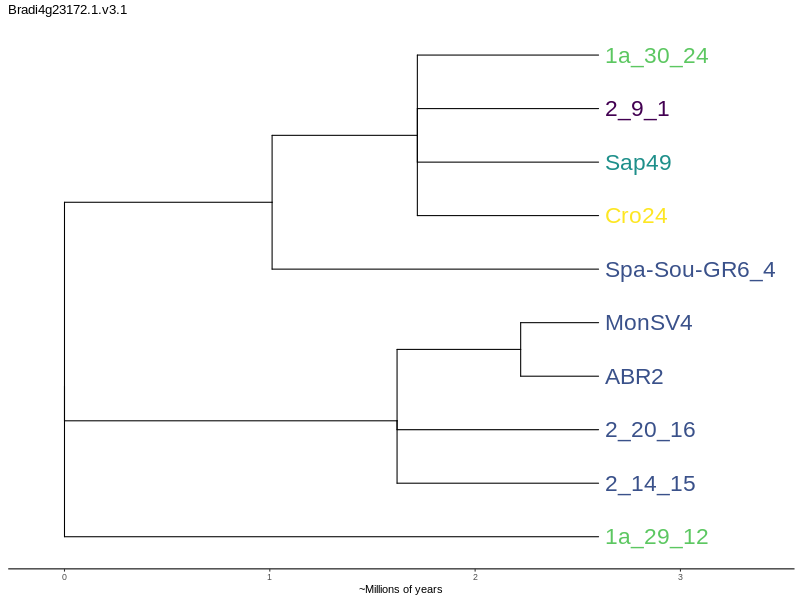 Bradi4g23172.1.v3.1
1a_30_24
2_9_1
Sap49
Cro24
Spa-Sou-GR6_4
MonSV4
ABR2
2_20_16
2_14_15
1a_29_12
0 1 2 3
~Millions of years